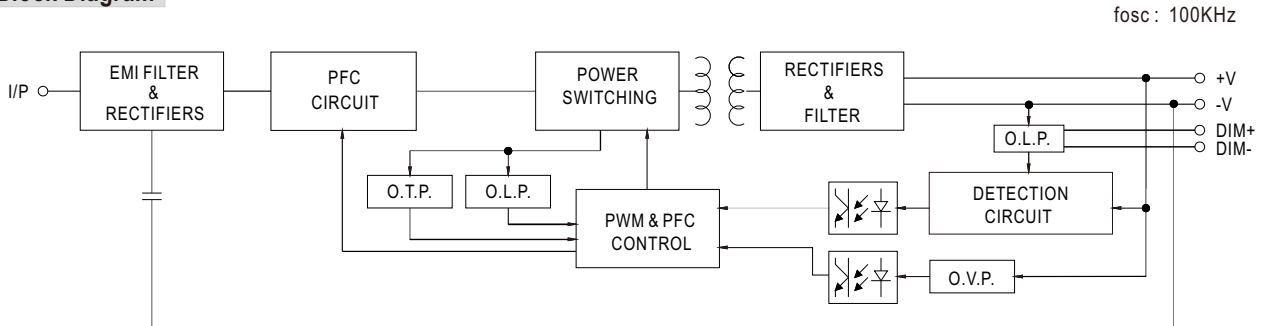 Block Diagram
fosc : 100KHz
I/P
EMI FILTER
&
RECTIFIERS
PFC
CIRCUIT
POWER
SWITCHING
RECTIFIERS
&
FILTER
+V
-V
DIM+
DIM-
O.L.P.
O.T.P.
O.L.P.
PWM & PFC
CONTROL
DETECTION
CIRCUIT
O.V.P.